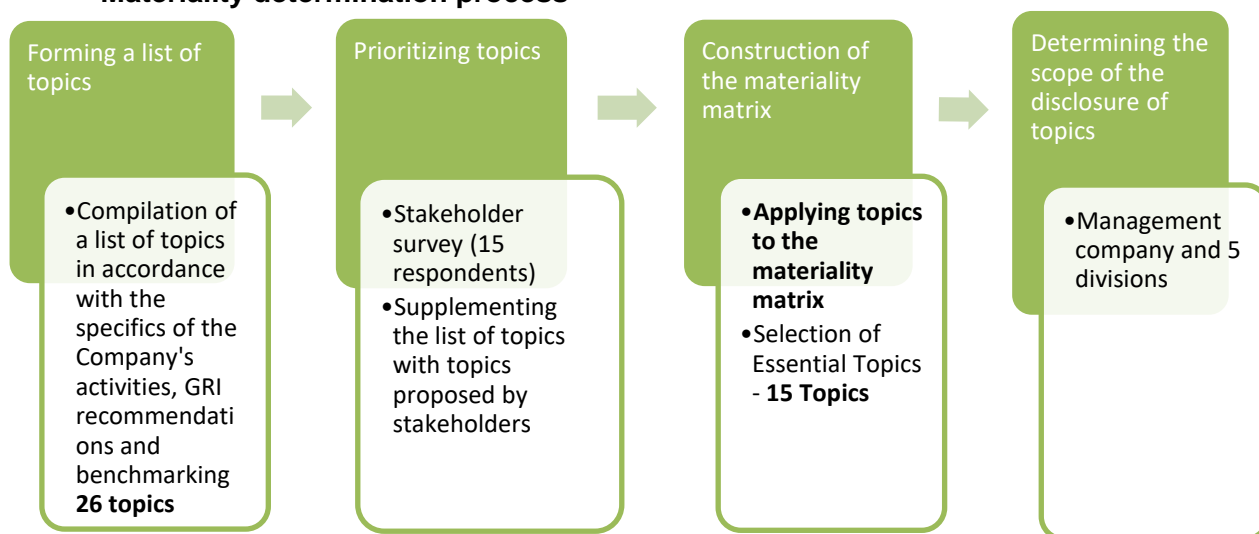 Materiality determination process
Forming a list of
topics
•Compilation of
a list of topics
in accordance
with the
specifics of the
Company's
activities, GRI
recommendati
ons and
benchmarking
26 topics
Prioritizing topics
•Stakeholder
survey (15
respondents)
•Supplementing
the list of topics
with topics
proposed by
stakeholders
Construction of
the materiality
matrix
•Applying topics
to the
materiality
matrix
•Selection of
Essential Topics
- 15 Topics
Determining the
scope of the
disclosure of
topics
•Management
company and 5
divisions